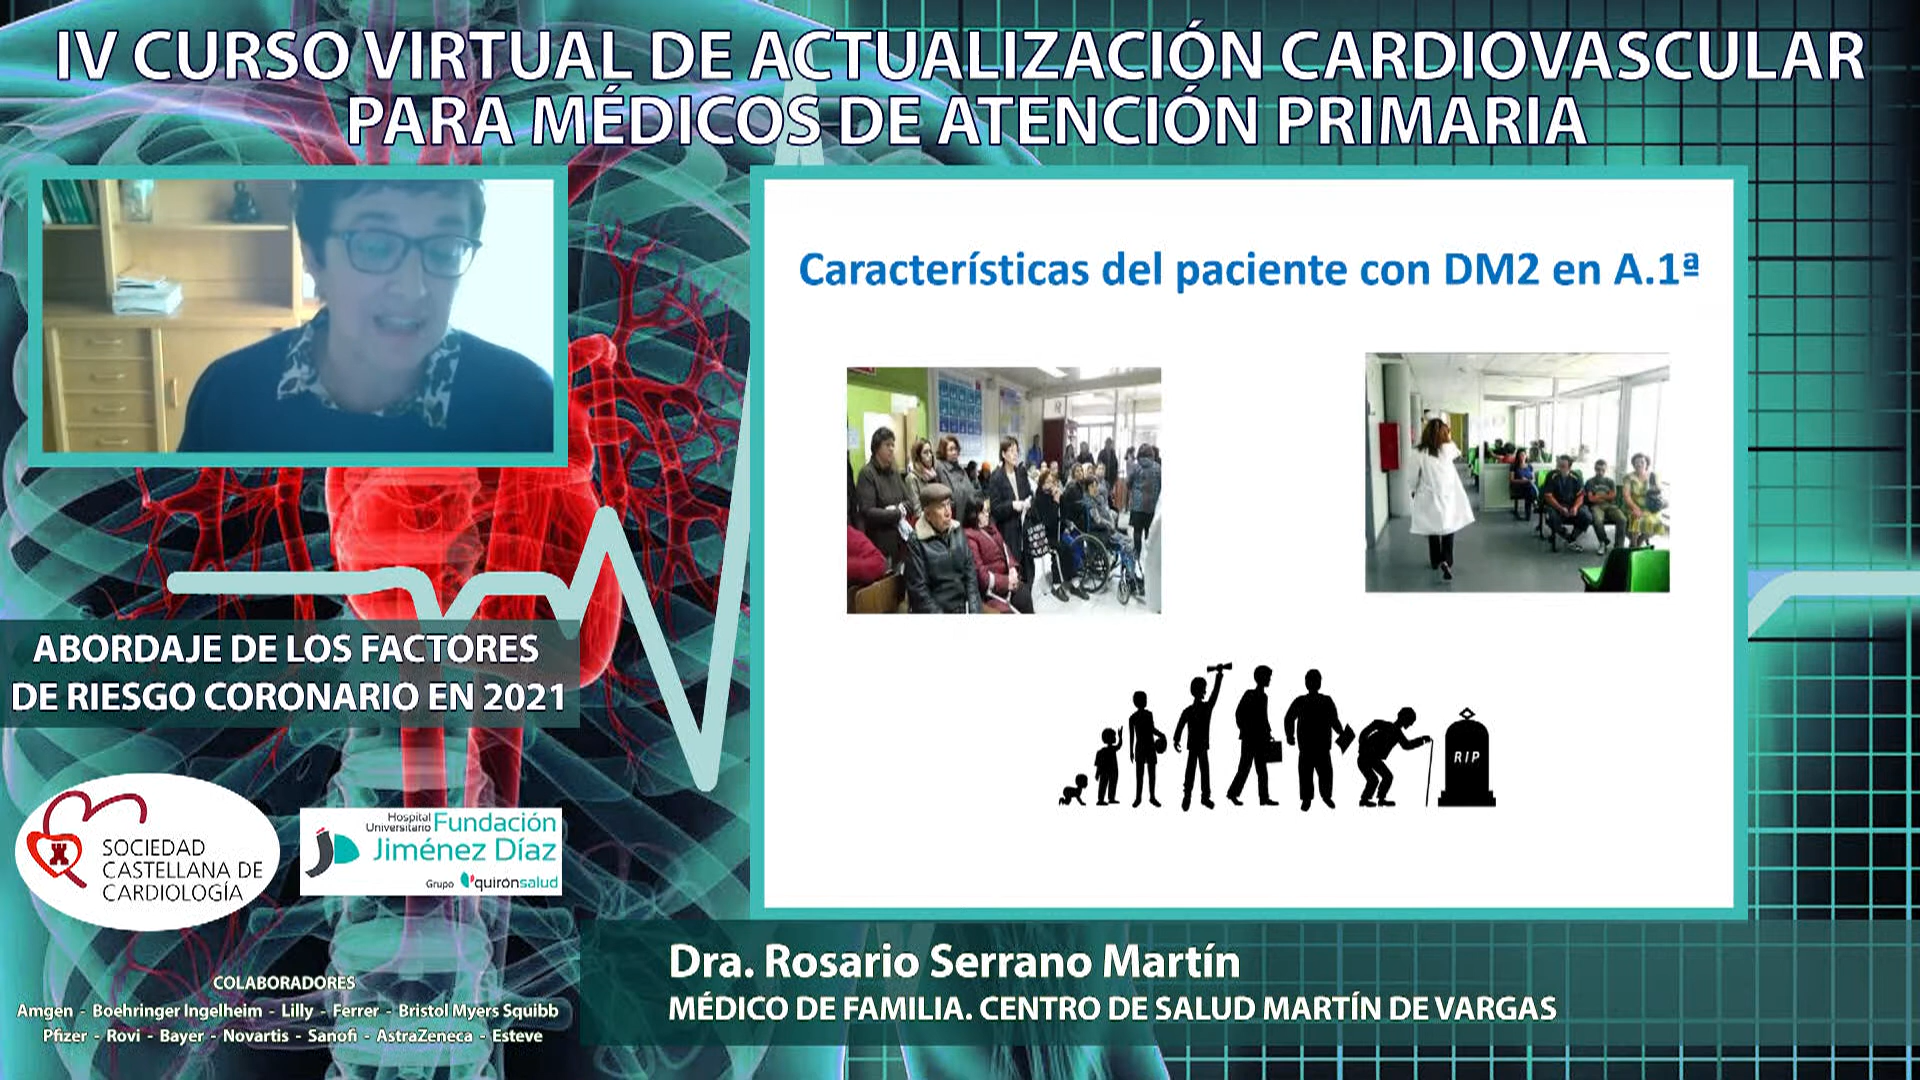 IV CURSO VIRTUAL DE ACTUALIZACIÓN CARDIOVASCULAR
PARA MÉDICOS DE ATENCIÓN PRIMARIA
Características del paciente con DM2 en A.1ª
RIP
ABORDAJE DE LOS FACTORES
DE RIESGO CORONARIO EN 2021
SOCIEDAD
CASTELLANA DE
CARDIOLOGÍA
Hospital
Universitario Fundación
Jiménez Díaz
Grupo quirónsalud
COLABORADORES
Amgen - Boehringer Ingelheim - Lilly - Ferrer - Bristol Myers Squibb
Pfizer - Rovi - Bayer - Novartis - Sanofi - AstraZeneca - Esteve
Dra. Rosario Serrano Martín
MÉDICO DE FAMILIA. CENTRO DE SALUD MARTÍN DE VARGAS